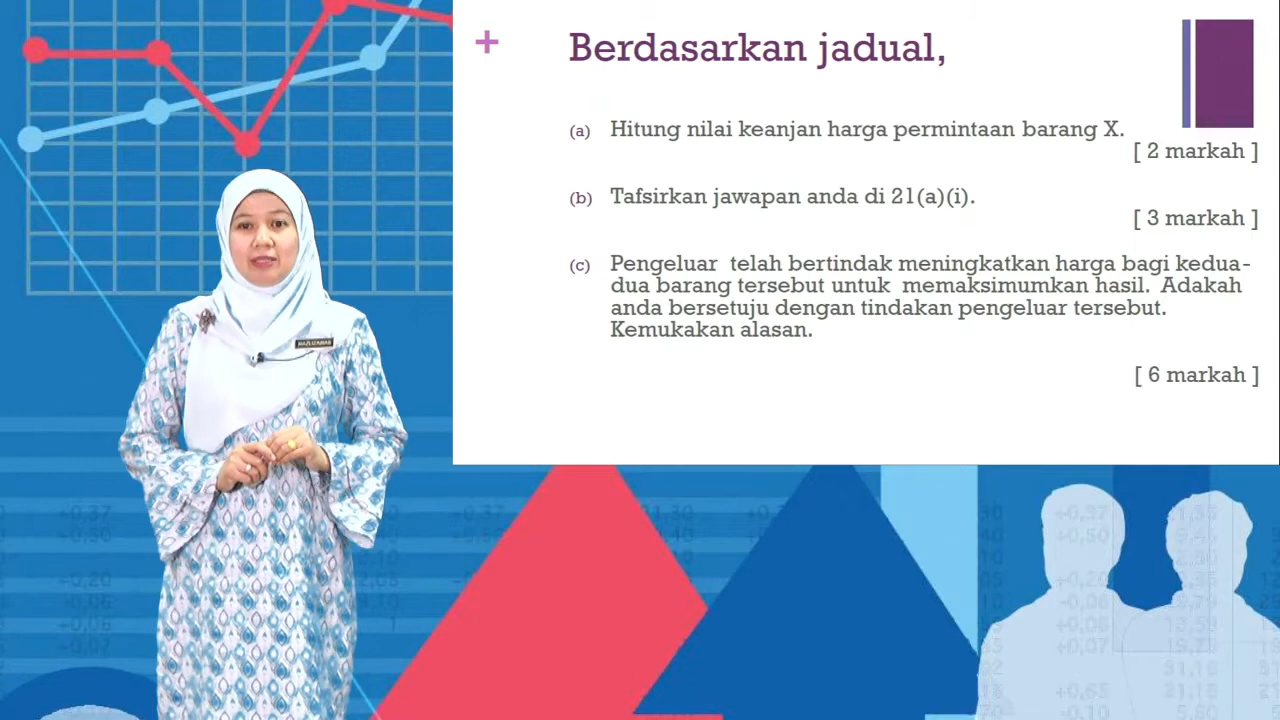 + Berdasarkan jadual,
(a) Hitung nilai keanjan harga permintaan barang X.
[ 2 markah ]
(b) Tafsirkan jawapan anda di 21(a)(i).
[ 3 markah ]
(c) Pengeluar telah bertindak meningkatkan harga bagi kedua-
dua barang tersebut untuk memaksimumkan hasil. Adakah
anda bersetuju dengan tindakan pengeluar tersebut.
Kemukakan alasan.
[ 6 markah ]